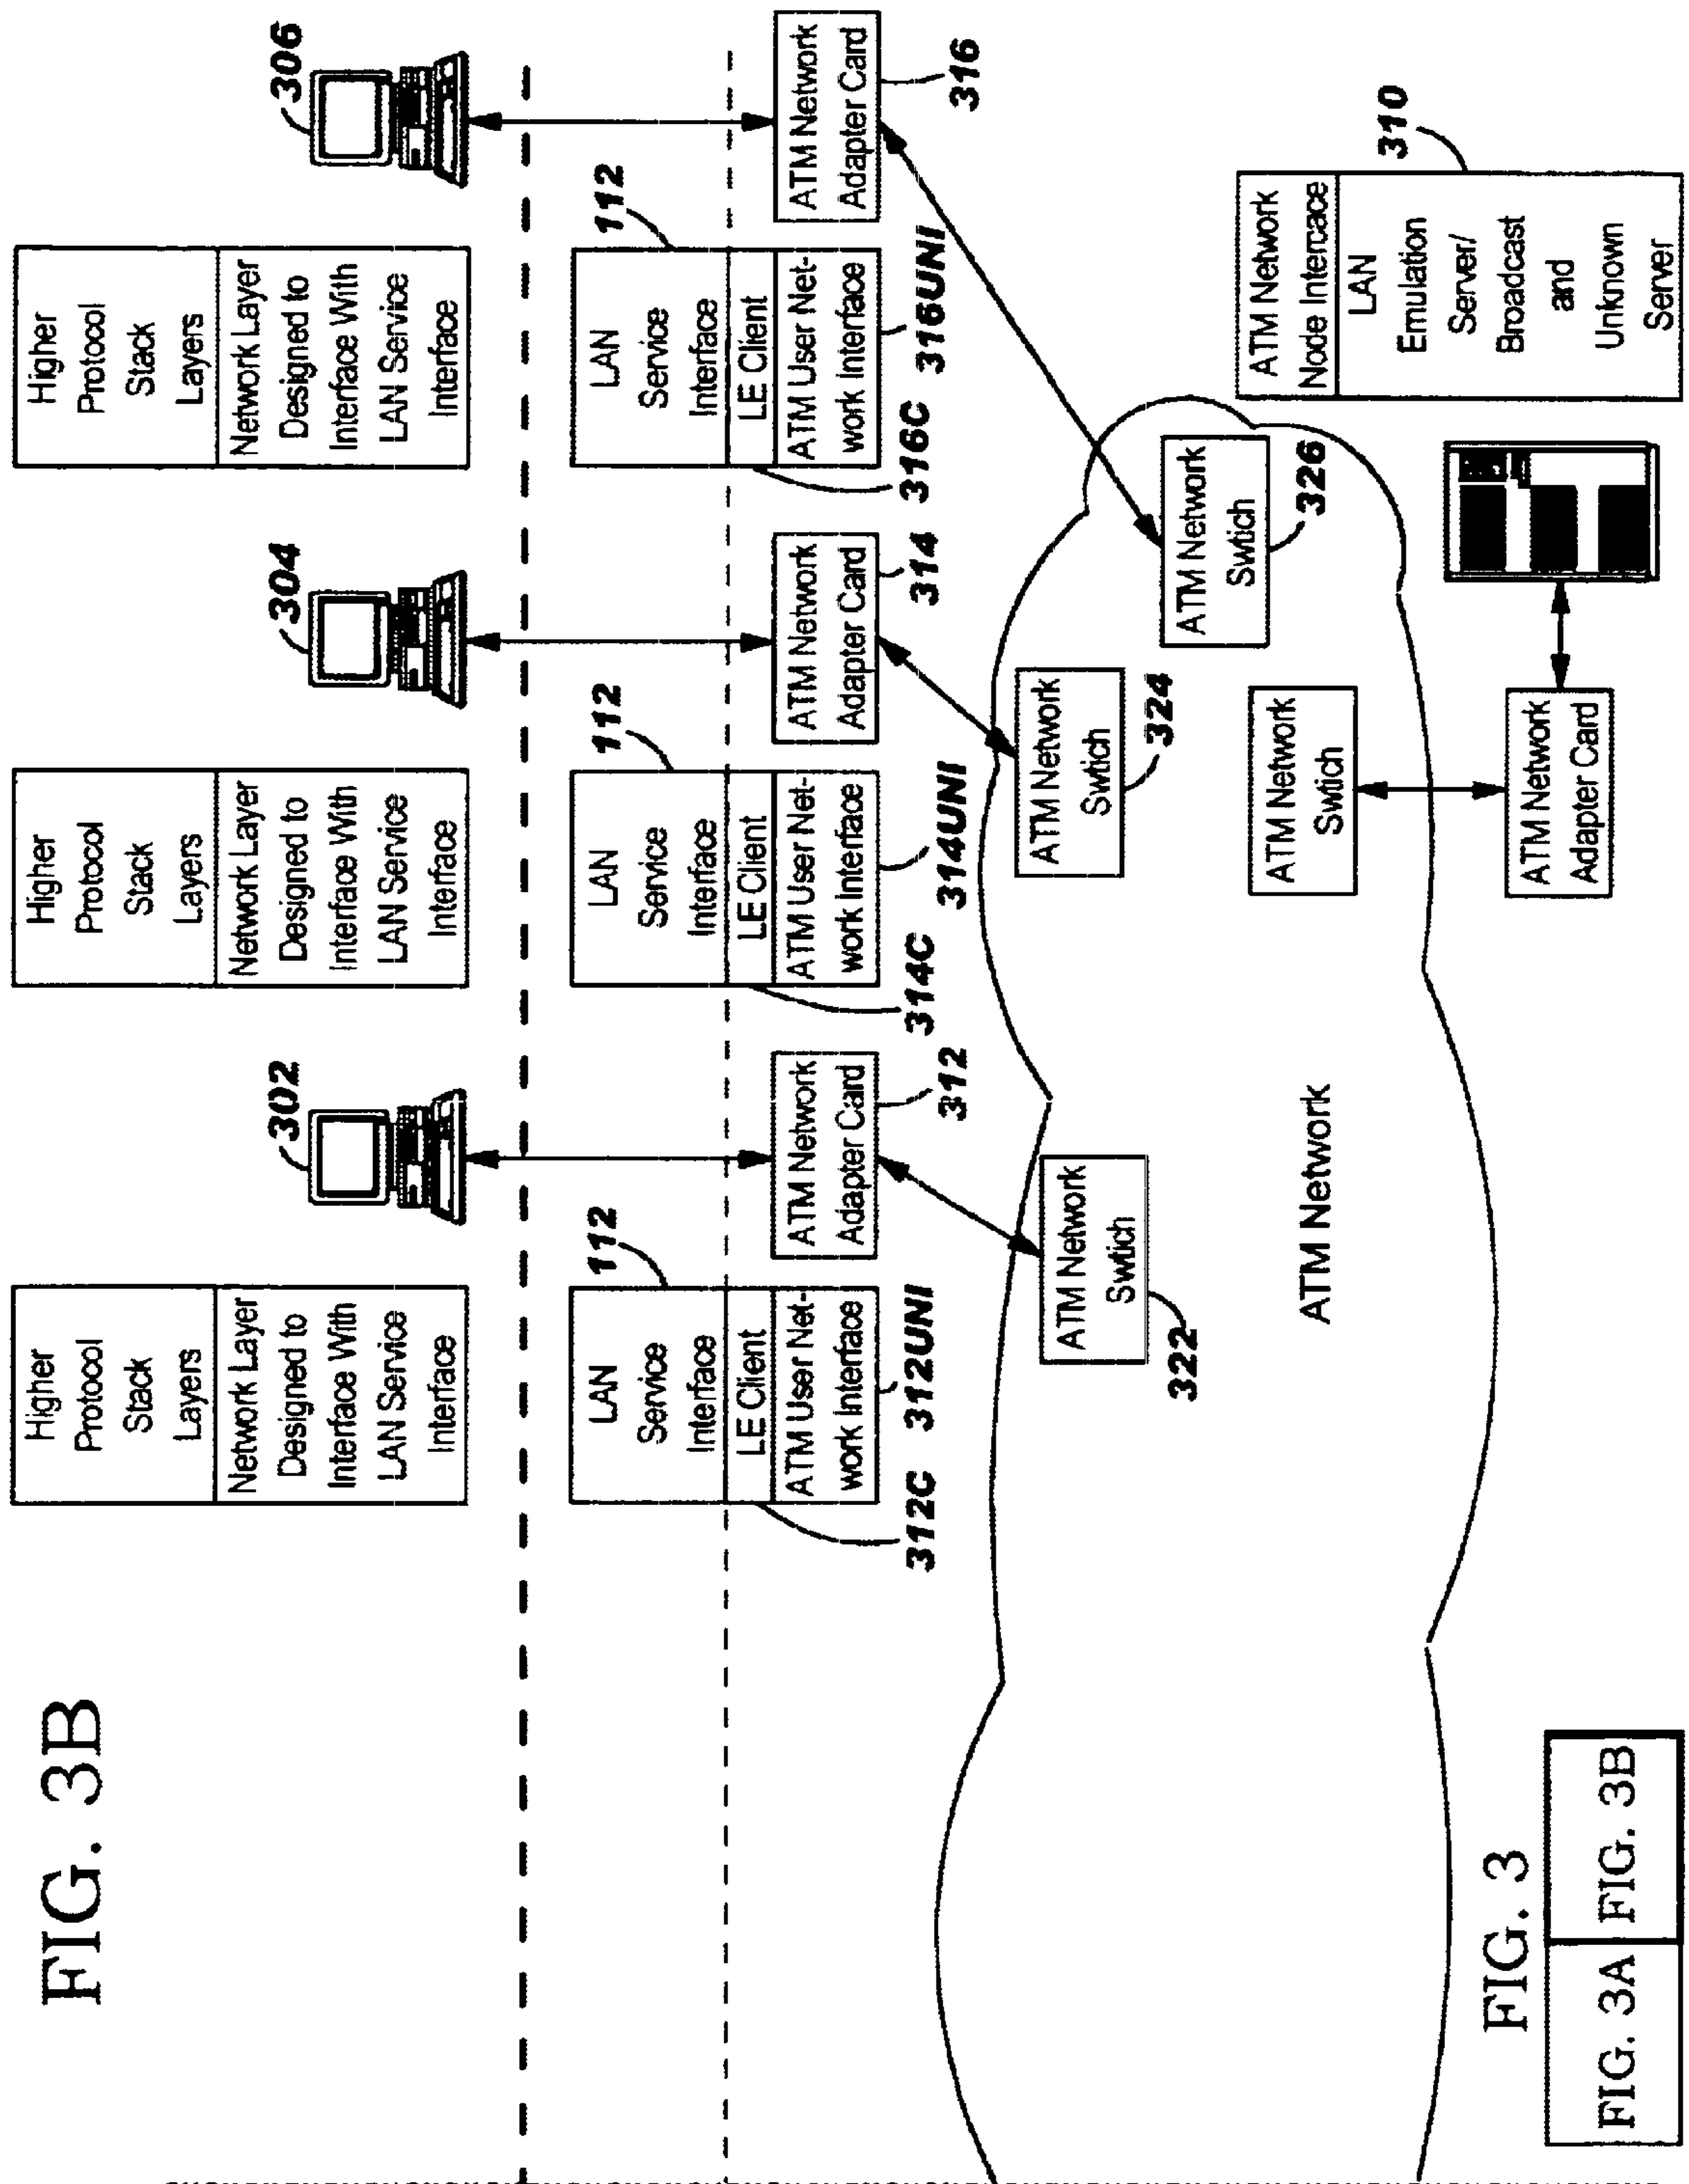 FIG. 3B
Higher
Protocol
Stack
Layers
Network Layer
Designed to
Interface With
LAN Service
Interface
302
Higher
Protocol
Stack
Layers
Network Layer
Designed to
Interface With
LAN Service
Interface
304
Higher
Protocol
Stack
Layers
Network Layer
Designed to
Interface With
LAN Service
Interface
306
112
LAN
Service
Interface
LE Client
ATM User Net-
work Interface
312C
312UNI
ATM Network
Adapter Card
312
112
LAN
Service
Interface
LE Client
ATM User Net-
work Interface
314C
314UNI
ATM Network
Adapter Card
314
112
LAN
Service
Interface
LE Client
ATM User Net-
work Interface
316C
316UNI
ATM Network
Adapter Card
316
ATM Network
Swtich
322
ATM Network
Swtich
324
ATM Network
Swtich
326
ATM Network
ATM Network
Swtich
ATM Network
Adapter Card
ATM Network
Node Intercace
LAN
Emulation
Server/
Broadcast
and
Unknown
Server
310
FIG. 3
FIG. 3A
FIG. 3B